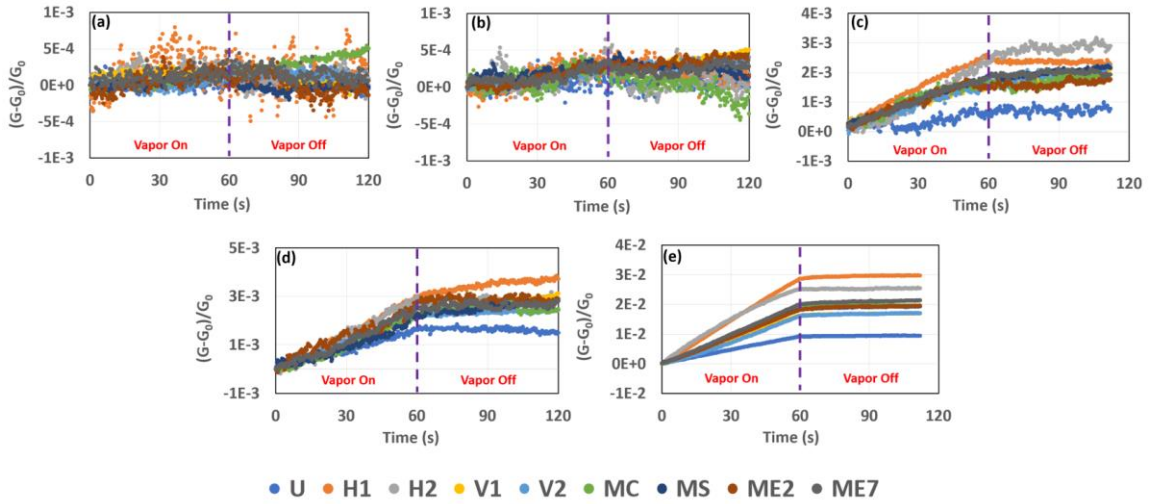 (a)
(G-G₀)/G₀
1E-3
5E-4
0E+0
-5E-4
-1E-3
Vapor On
Vapor Off
0 30 60 90 120
Time (s)
(b)
(G-G₀)/G₀
1E-3
5E-4
0E+0
-5E-4
-1E-3
Vapor On
Vapor Off
0 30 60 90 120
Time (s)
(c)
(G-G₀)/G₀
4E-3
3E-3
2E-3
1E-3
0E+0
-1E-3
Vapor On
Vapor Off
0 30 60 90 120
Time (s)
(d)
(G-G₀)/G₀
5E-3
3E-3
1E-3
-1E-3
Vapor On
Vapor Off
0 30 60 90 120
Time (s)
(e)
(G-G₀)/G₀
4E-2
3E-2
2E-2
1E-2
0E+0
-1E-2
Vapor On
Vapor Off
0 30 60 90 120
Time (s)
U H1 H2 V1 V2 MC MS ME2 ME7